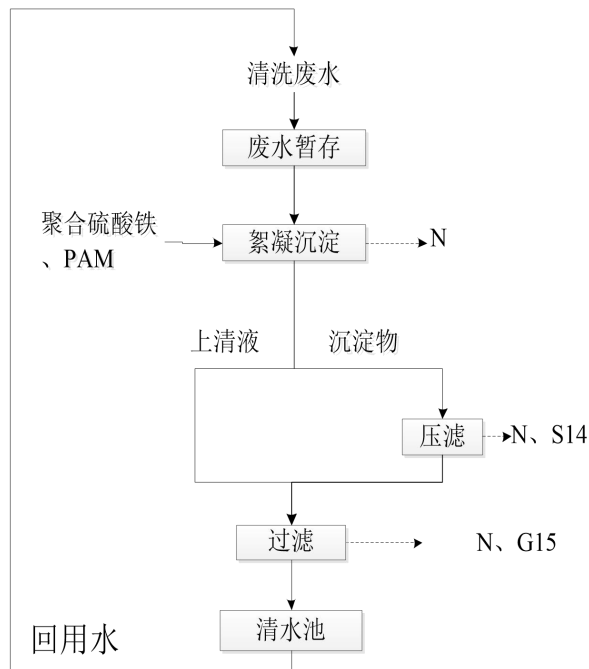 清洗废水
废水暂存
聚合硫酸铁
、PAM
絮凝沉淀
N
上清液
沉淀物
压滤
N、S14
过滤
N、G15
清水池
回用水